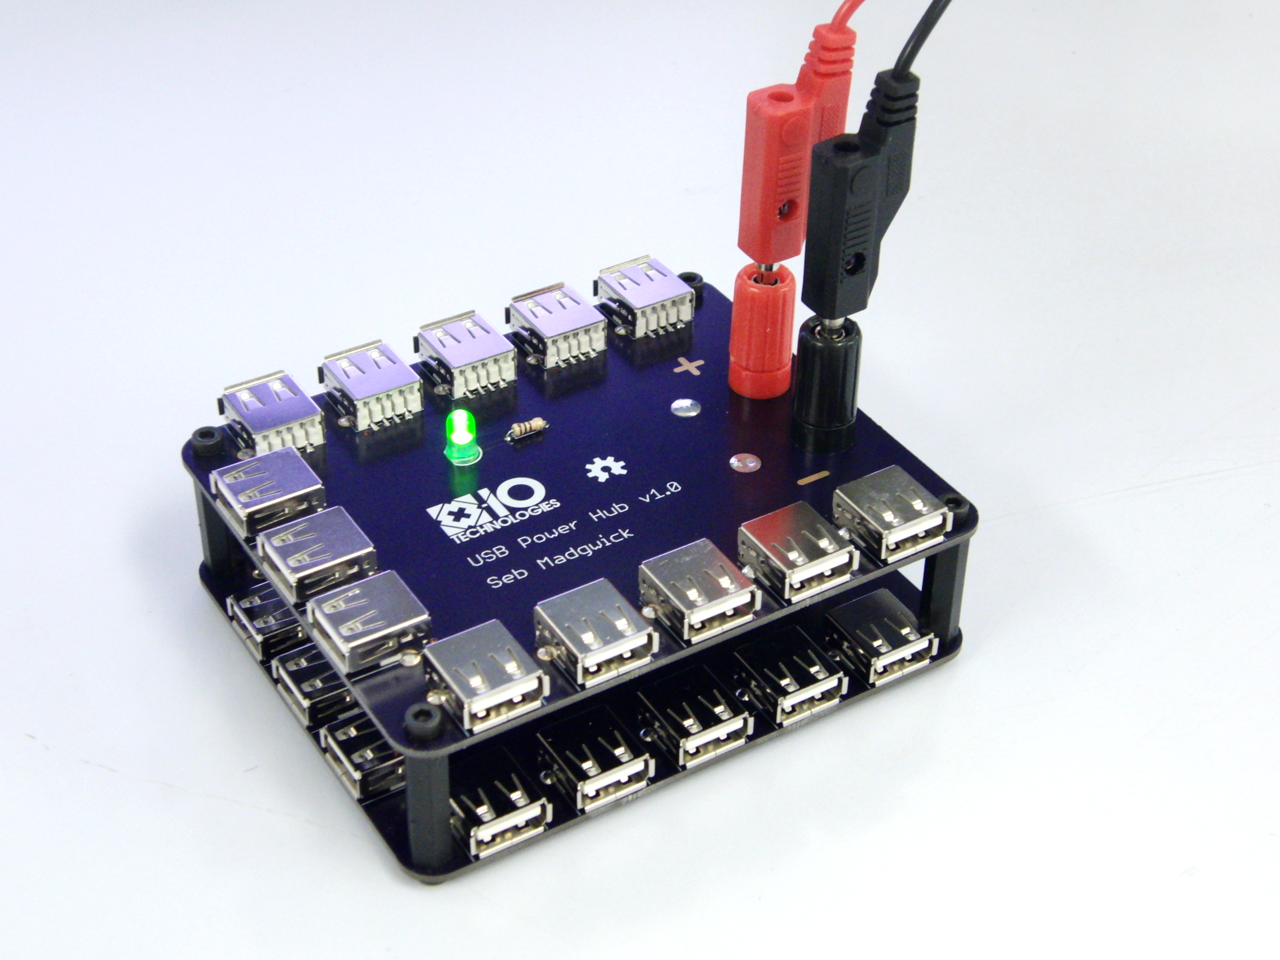 x-io
TECHNOLOGIES
USB Power Hub v1.0
Seb Madgwick
+
-